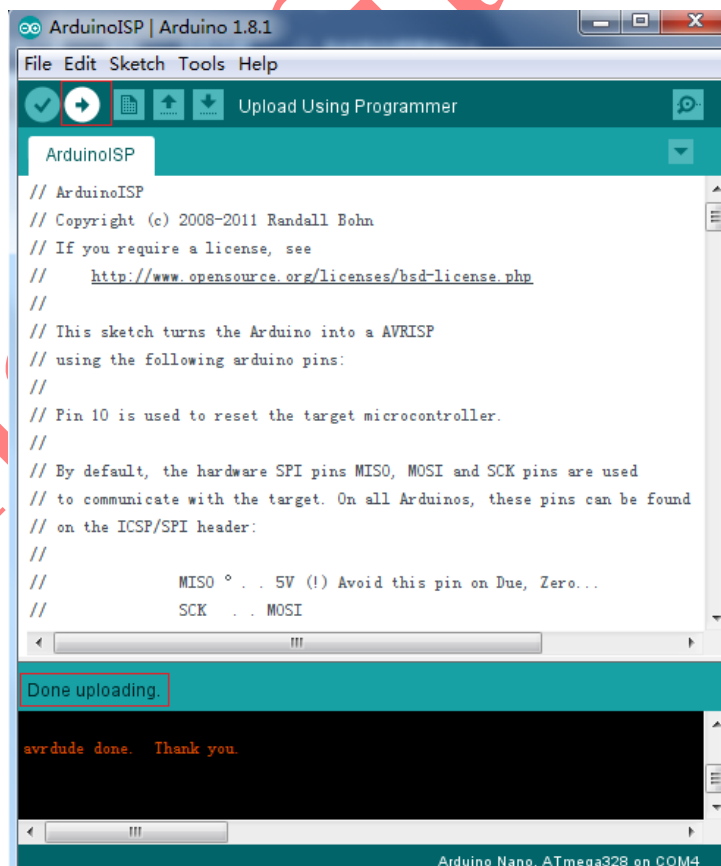 ArduinoISP | Arduino 1.8.1
File Edit Sketch Tools Help
Upload Using Programmer
ArduinoISP
// ArduinoISP
// Copyright (c) 2008-2011 Randall Bohn
// If you require a license, see
//     http://www.opensource.org/licenses/bsd-license.php
//
// This sketch turns the Arduino into a AVRISP
// using the following arduino pins:
//
// Pin 10 is used to reset the target microcontroller.
//
// By default, the hardware SPI pins MISO, MOSI and SCK pins are used
// to communicate with the target. On all Arduinos, these pins can be found
// on the ICSP/SPI header:
//
//               MISO °. . 5V (!) Avoid this pin on Due, Zero...
//               SCK   . . MOSI
Done uploading.
avrdude done.  Thank you.
Arduino Nano, ATmega328 on COM4